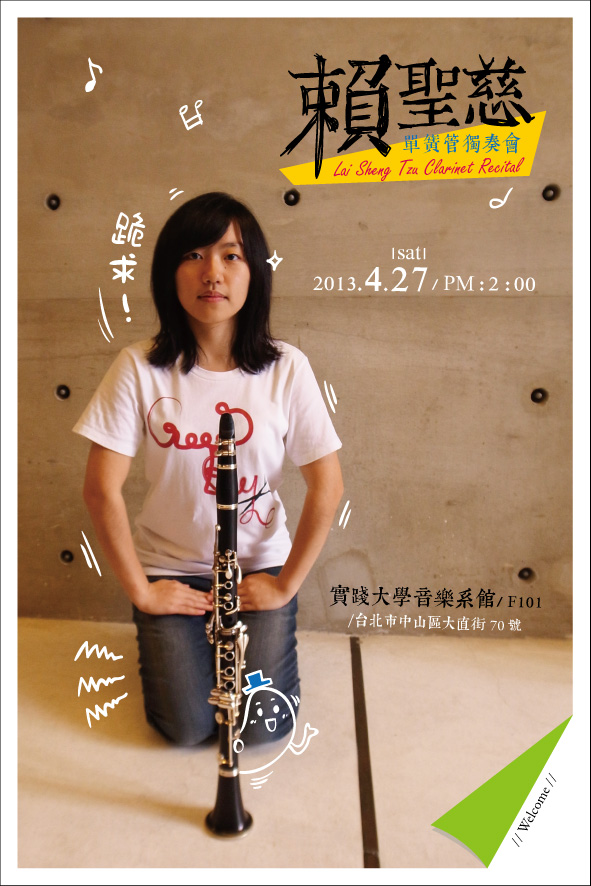 賴聖慈
單簧管獨奏會
Lai Sheng Tzu Clarinet Recital
跪
求！
|sat|
2013.4.27 / PM:2:00
Good
By
實踐大學音樂系館/ F101
/台北市中山區大直街 70 號
// Welcome //